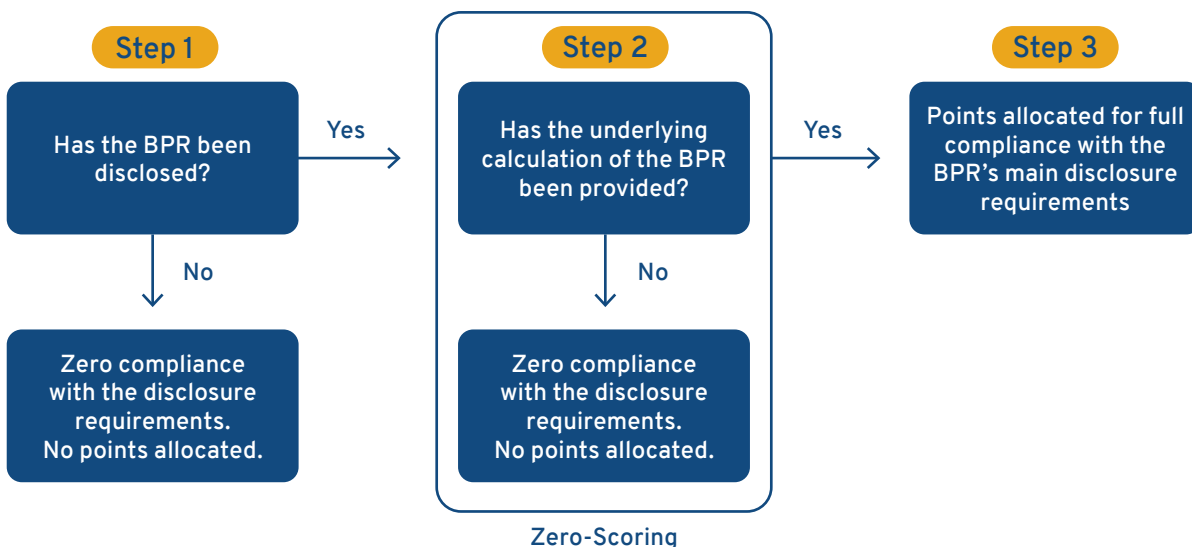 Step 1
Has the BPR been
disclosed?
Yes
No
Zero compliance
with the disclosure
requirements.
No points allocated.
Step 2
Has the underlying
calculation of the BPR
been provided?
Yes
No
Zero compliance
with the disclosure
requirements.
No points allocated.
Zero-Scoring
Step 3
Points allocated for full
compliance with the
BPR's main disclosure
requirements